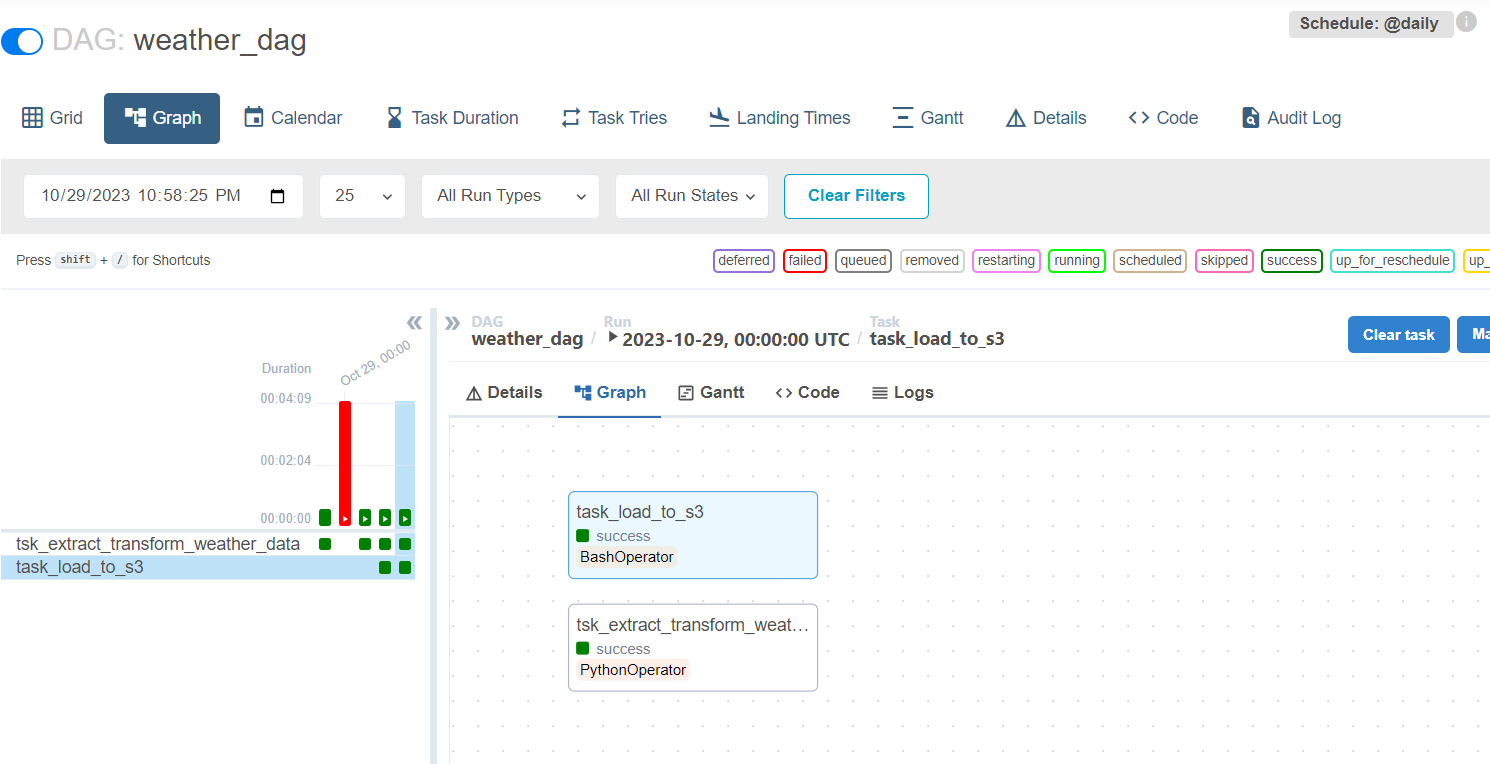 DAG: weather_dag
Schedule: @daily
Grid Graph Calendar Task Duration Task Tries Landing Times Gantt Details Code Audit Log
10/29/2023 10:58:25 PM 25 All Run Types All Run States Clear Filters
Press shift + / for Shortcuts
deferred failed queued removed restarting running scheduled skipped success up_for_reschedule up_
Duration
Oct 29, 00:00
00:04:09
00:02:04
00:00:00
tsk_extract_transform_weather_data
task_load_to_s3
DAG Run Task
weather_dag / 2023-10-29, 00:00:00 UTC / task_load_to_s3
Clear task Ma
Details Graph Gantt Code Logs
task_load_to_s3
success
BashOperator
tsk_extract_transform_weat…
success
PythonOperator